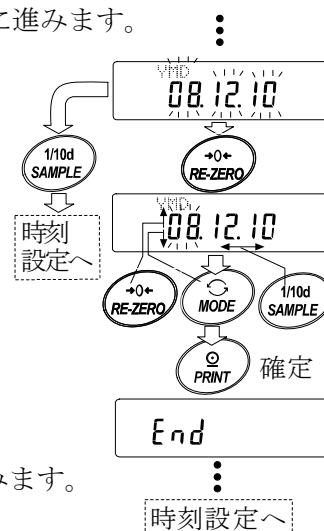 に進みます。
YMD
08.12.10
1/10d
SAMPLE
→0←
RE-ZERO
時刻
設定へ
YMD
08.12.10
→0←
RE-ZERO
MODE
1/10d
SAMPLE
PRINT
確定
End
みます。
時刻設定へ